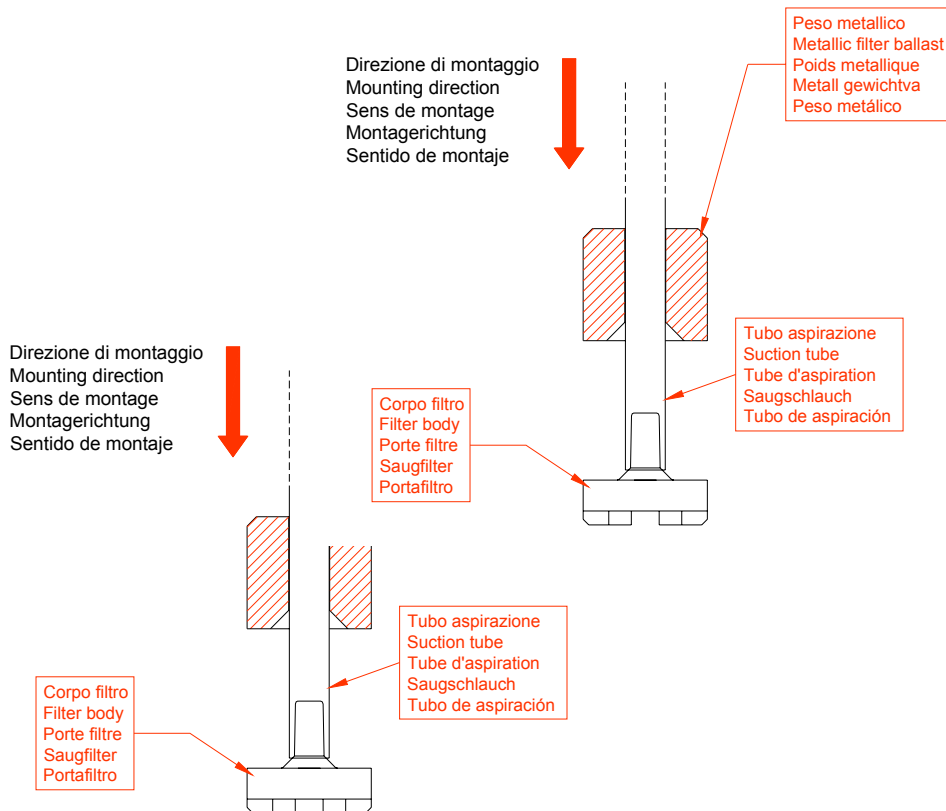 Peso metallico
Metallic filter ballast
Poids metallique
Metall gewichtva
Peso metálico
Direzione di montaggio
Mounting direction
Sens de montage
Montagerichtung
Sentido de montaje
Tubo aspirazione
Suction tube
Tube d'aspiration
Saugschlauch
Tubo de aspiración
Corpo filtro
Filter body
Porte filtre
Saugfilter
Portafiltro
Direzione di montaggio
Mounting direction
Sens de montage
Montagerichtung
Sentido de montaje
Tubo aspirazione
Suction tube
Tube d'aspiration
Saugschlauch
Tubo de aspiración
Corpo filtro
Filter body
Porte filtre
Saugfilter
Portafiltro